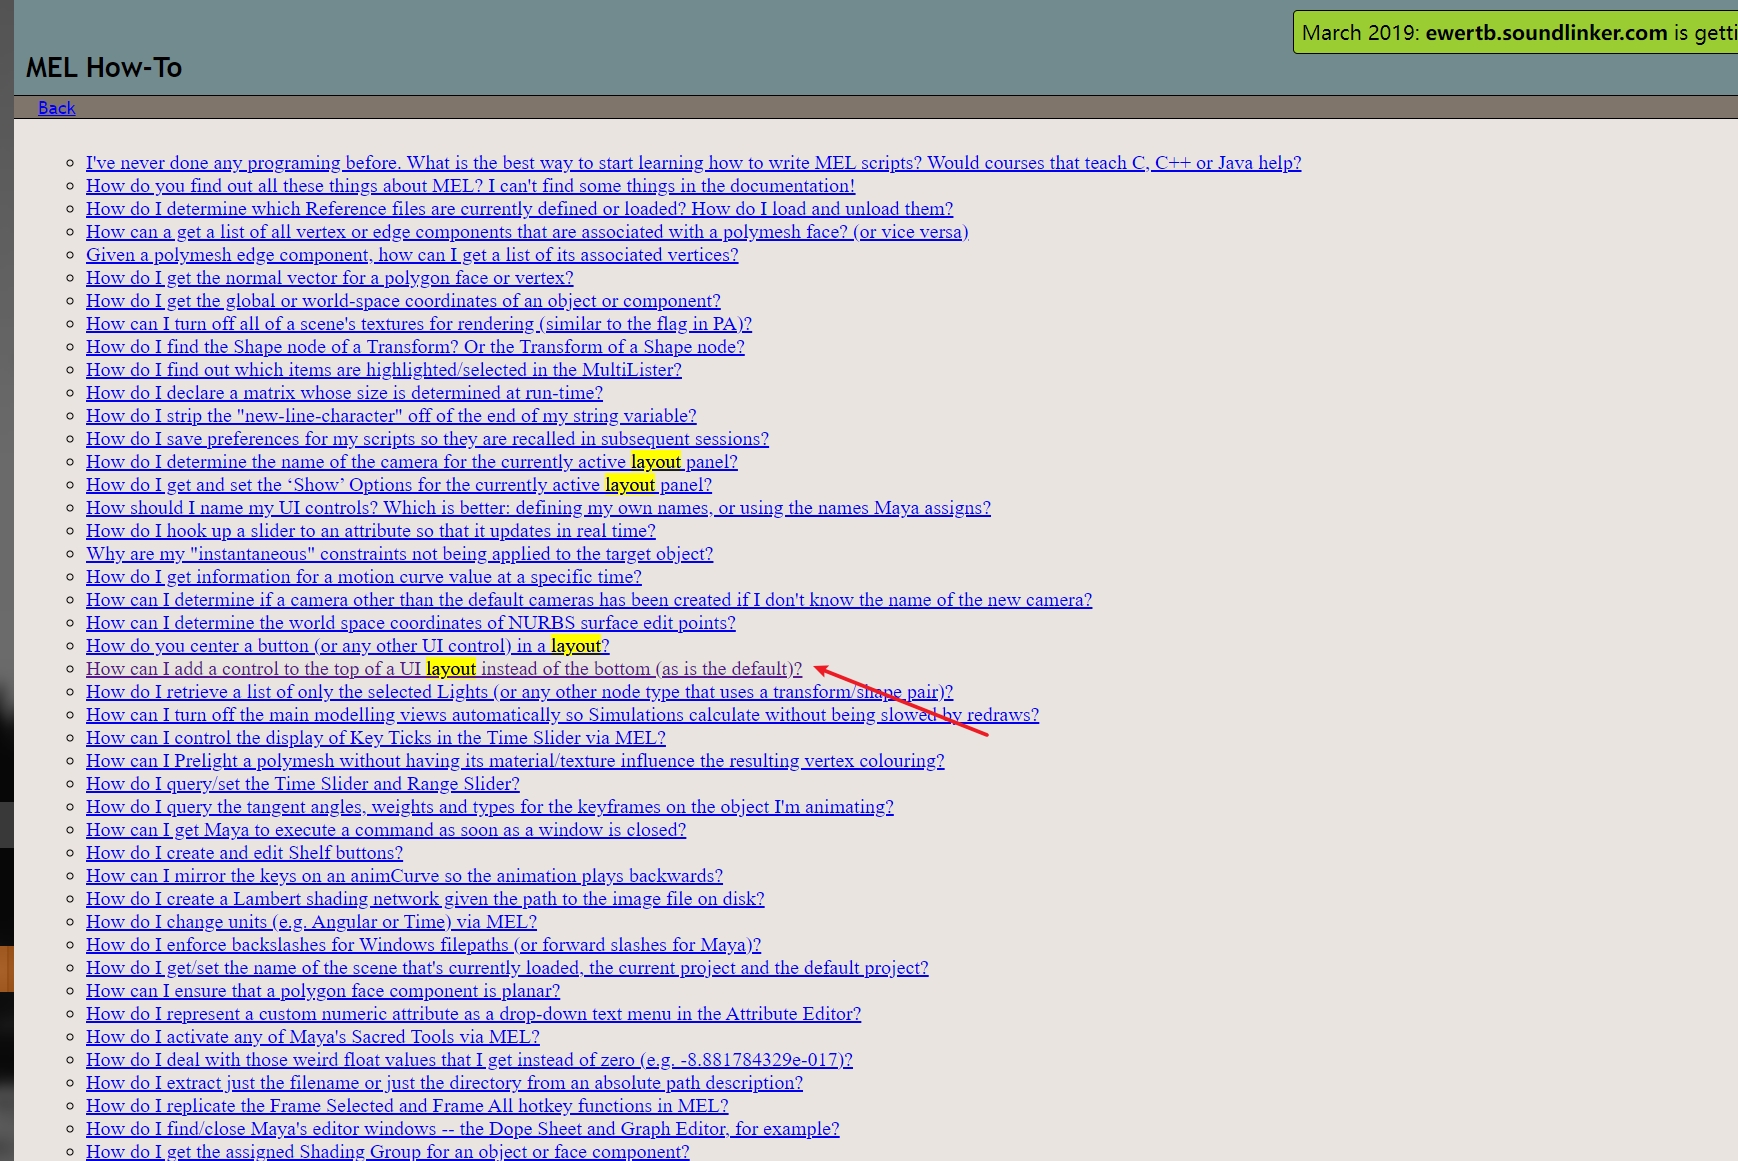 March 2019: ewertb.soundlinker.com is getti
MEL How-To
Back
I've never done any programing before. What is the best way to start learning how to write MEL scripts? Would courses that teach C, C++ or Java help?
How do you find out all these things about MEL? I can't find some things in the documentation!
How do I determine which Reference files are currently defined or loaded? How do I load and unload them?
How can a get a list of all vertex or edge components that are associated with a polymesh face? (or vice versa)
Given a polymesh edge component, how can I get a list of its associated vertices?
How do I get the normal vector for a polygon face or vertex?
How do I get the global or world-space coordinates of an object or component?
How can I turn off all of a scene's textures for rendering (similar to the flag in PA)?
How do I find the Shape node of a Transform? Or the Transform of a Shape node?
How do I find out which items are highlighted/selected in the MultiLister?
How do I declare a matrix whose size is determined at run-time?
How do I strip the "new-line-character" off of the end of my string variable?
How do I save preferences for my scripts so they are recalled in subsequent sessions?
How do I determine the name of the camera for the currently active layout panel?
How do I get and set the ‘Show’ Options for the currently active layout panel?
How should I name my UI controls? Which is better: defining my own names, or using the names Maya assigns?
How do I hook up a slider to an attribute so that it updates in real time?
Why are my "instantaneous" constraints not being applied to the target object?
How do I get information for a motion curve value at a specific time?
How can I determine if a camera other than the default cameras has been created if I don't know the name of the new camera?
How can I determine the world space coordinates of NURBS surface edit points?
How do you center a button (or any other UI control) in a layout?
How can I add a control to the top of a UI layout instead of the bottom (as is the default)?
How do I retrieve a list of only the selected Lights (or any other node type that uses a transform/shape pair)?
How can I turn off the main modelling views automatically so Simulations calculate without being slowed by redraws?
How can I control the display of Key Ticks in the Time Slider via MEL?
How can I Prelight a polymesh without having its material/texture influence the resulting vertex colouring?
How do I query/set the Time Slider and Range Slider?
How do I query the tangent angles, weights and types for the keyframes on the object I'm animating?
How can I get Maya to execute a command as soon as a window is closed?
How do I create and edit Shelf buttons?
How can I mirror the keys on an animCurve so the animation plays backwards?
How do I create a Lambert shading network given the path to the image file on disk?
How do I change units (e.g. Angular or Time) via MEL?
How do I enforce backslashes for Windows filepaths (or forward slashes for Maya)?
How do I get/set the name of the scene that's currently loaded, the current project and the default project?
How can I ensure that a polygon face component is planar?
How do I represent a custom numeric attribute as a drop-down text menu in the Attribute Editor?
How do I activate any of Maya's Sacred Tools via MEL?
How do I deal with those weird float values that I get instead of zero (e.g. -8.881784329e-017)?
How do I extract just the filename or just the directory from an absolute path description?
How do I replicate the Frame Selected and Frame All hotkey functions in MEL?
How do I find/close Maya's editor windows -- the Dope Sheet and Graph Editor, for example?
How do I get the assigned Shading Group for an object or face component?